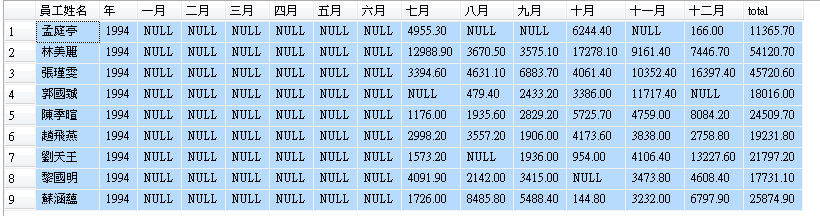 員工姓名 年 一月 二月 三月 四月 五月 六月 七月 八月 九月 十月 十一月 十二月 total
1 孟庭亭 1994 NULL NULL NULL NULL NULL NULL 4955.30 NULL NULL 6244.40 NULL 166.00 11365.70
2 林美麗 1994 NULL NULL NULL NULL NULL NULL 12988.90 3670.50 3575.10 17278.10 9161.40 7446.70 54120.70
3 張瑾雯 1994 NULL NULL NULL NULL NULL NULL 3394.60 4631.10 6883.70 4061.40 10352.40 16397.40 45720.60
4 郭國臹 1994 NULL NULL NULL NULL NULL NULL NULL 479.40 2433.20 3386.00 11717.40 NULL 18016.00
5 陳季暄 1994 NULL NULL NULL NULL NULL NULL 1176.00 1935.60 2829.20 5725.70 4759.00 8084.20 24509.70
6 趙飛燕 1994 NULL NULL NULL NULL NULL NULL 2998.20 3557.20 1906.00 4173.60 3838.00 2758.80 19231.80
7 劉天王 1994 NULL NULL NULL NULL NULL NULL 1573.20 NULL 1936.00 954.00 4106.40 13227.60 21797.20
8 黎國明 1994 NULL NULL NULL NULL NULL NULL 4091.90 2142.00 3415.00 NULL 3473.80 4608.40 17731.10
9 蘇涵蘊 1994 NULL NULL NULL NULL NULL NULL 1726.00 8485.80 5488.40 144.80 3232.00 6797.90 25874.90